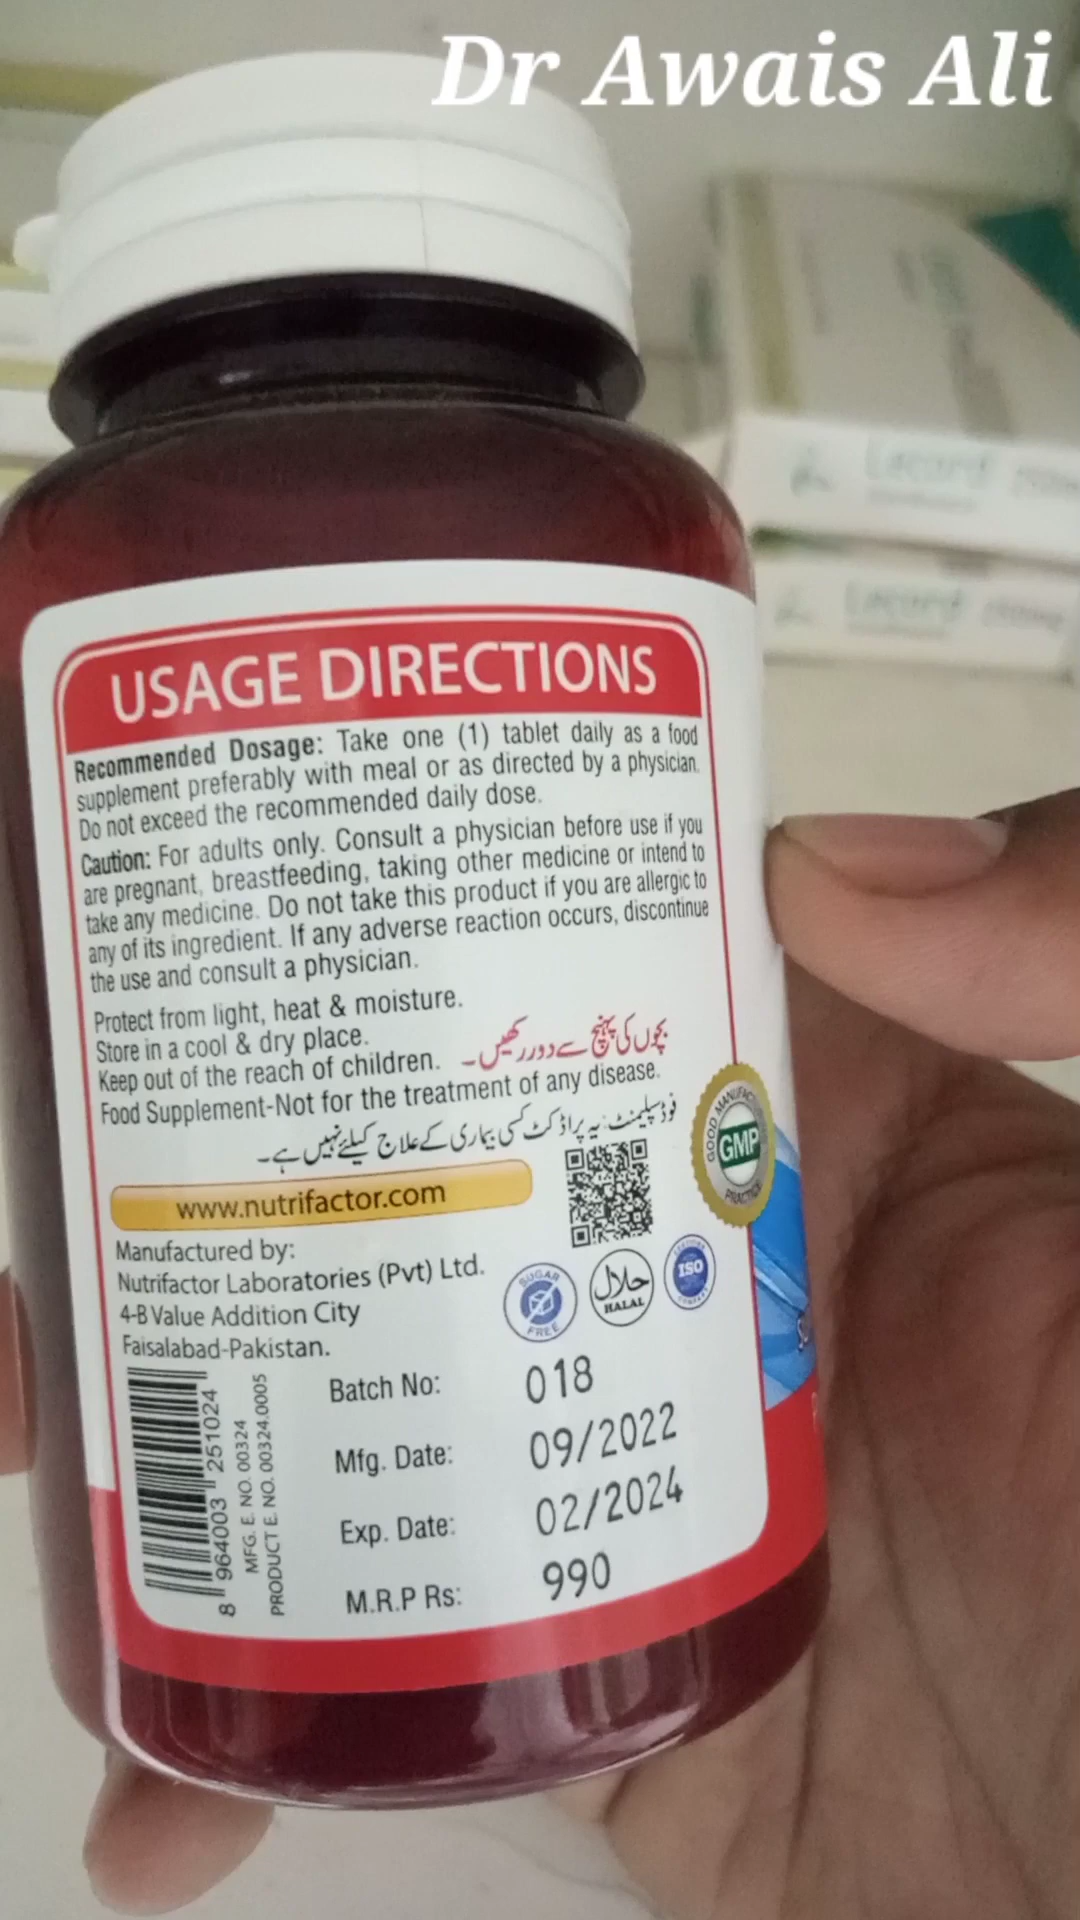 Dr Awais Ali
Lecord
Lecord
USAGE DIRECTIONS
Recommended Dosage: Take one (1) tablet daily as a food
supplement preferably with meal or as directed by a physician.
Do not exceed the recommended daily dose.
Caution: For adults only. Consult a physician before use if you
are pregnant, breastfeeding, taking other medicine or intend to
take any medicine. Do not take this product if you are allergic to
any of its ingredient. If any adverse reaction occurs, discontinue
the use and consult a physician.
Protect from light, heat & moisture.
Store in a cool & dry place.
Keep out of the reach of children. بچوں کی پہنچ سے دور رکھیں۔
Food Supplement-Not for the treatment of any disease.
فوڈ سپلیمنٹ: یہ پراڈکٹ کسی بیماری کے علاج کیلئے نہیں ہے۔
www.nutrifactor.com
GOOD MANUFACT
GMP
PRACTICE
Manufactured by:
Nutrifactor Laboratories (Pvt) Ltd.
4-B Value Addition City
Faisalabad-Pakistan.
SUGAR
FREE
حلال
HALAL
CERTIFIED
ISO
COMPANY
8 964003 251024
MFG. E. NO. 00324
PRODUCT E. NO. 00324.0005
Batch No: 018
Mfg. Date: 09/2022
Exp. Date: 02/2024
M.R.P Rs: 990